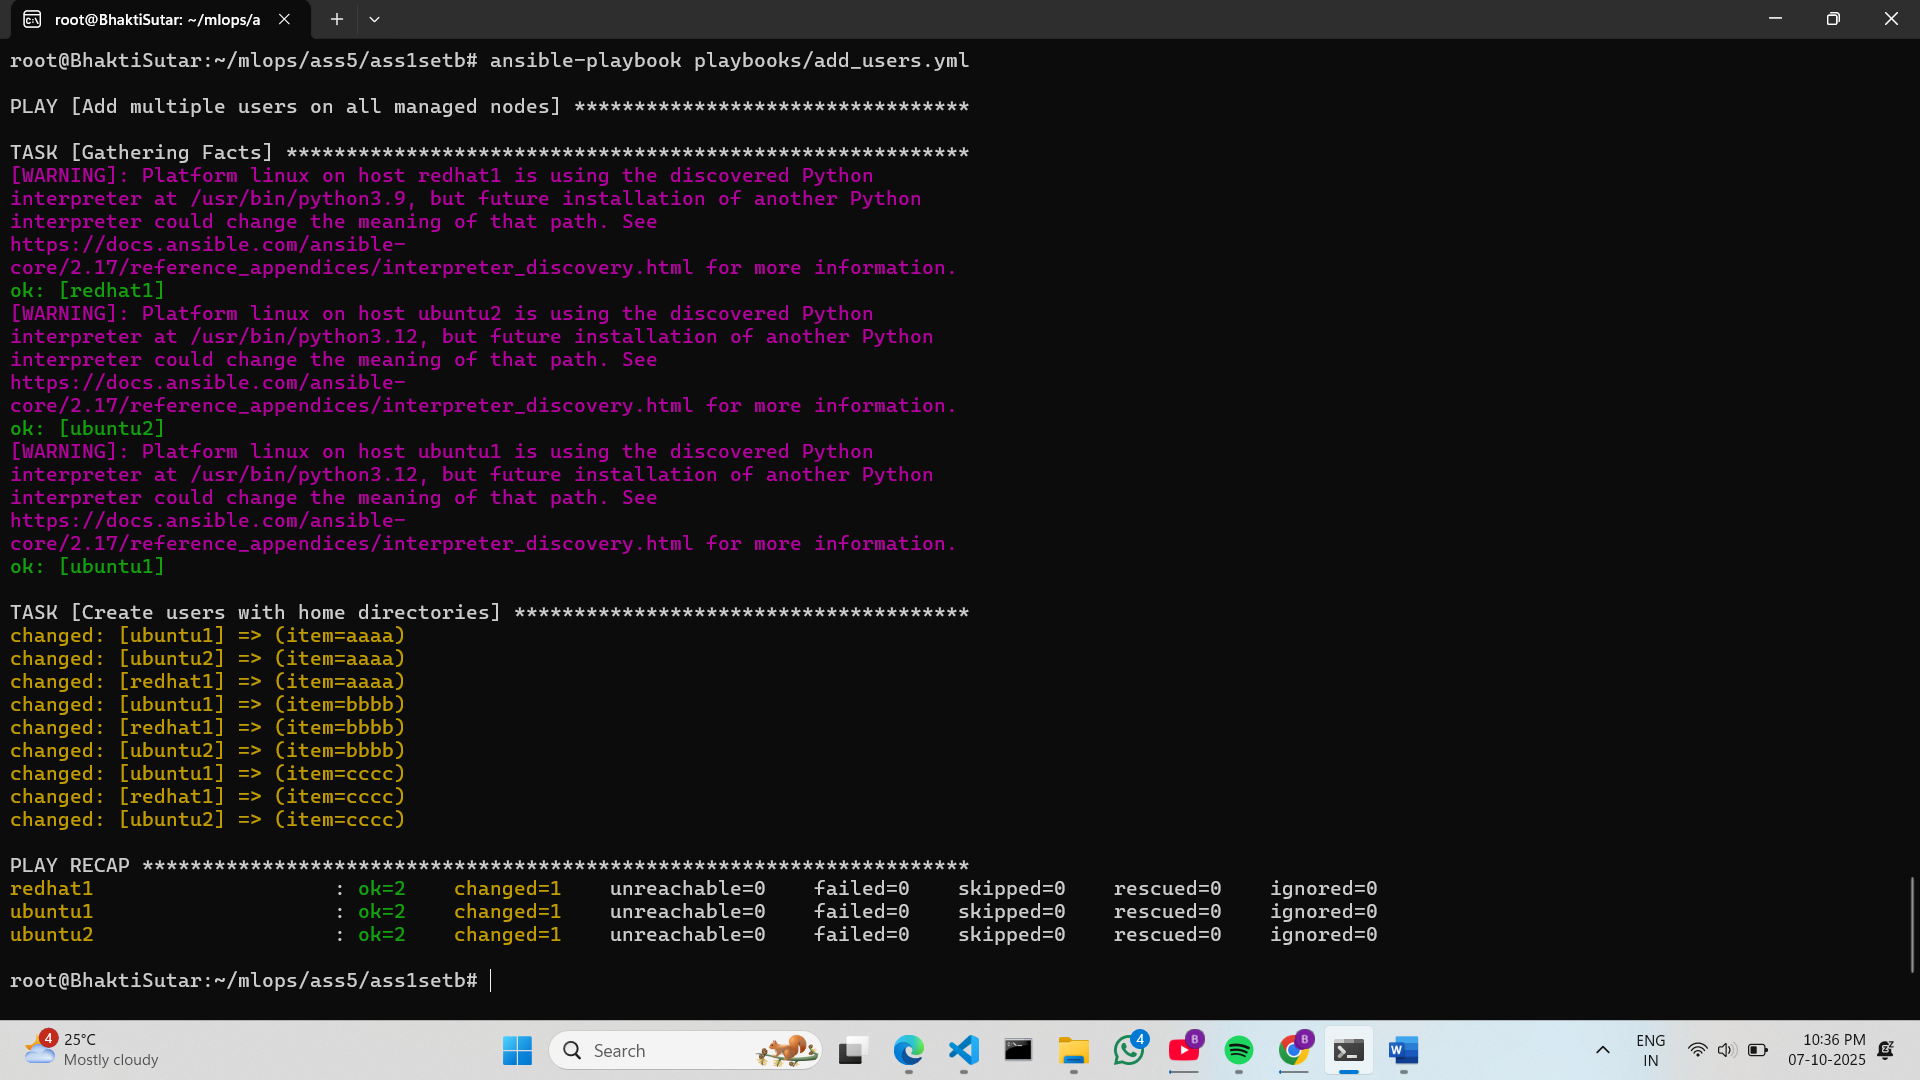 root@BhaktiSutar: ~/mlops/a
root@BhaktiSutar:~/mlops/ass5/ass1setb# ansible-playbook playbooks/add_users.yml
PLAY [Add multiple users on all managed nodes] *********************************
TASK [Gathering Facts] *********************************************************
[WARNING]: Platform linux on host redhat1 is using the discovered Python
interpreter at /usr/bin/python3.9, but future installation of another Python
interpreter could change the meaning of that path. See
https://docs.ansible.com/ansible-
core/2.17/reference_appendices/interpreter_discovery.html for more information.
ok: [redhat1]
[WARNING]: Platform linux on host ubuntu2 is using the discovered Python
interpreter at /usr/bin/python3.12, but future installation of another Python
interpreter could change the meaning of that path. See
https://docs.ansible.com/ansible-
core/2.17/reference_appendices/interpreter_discovery.html for more information.
ok: [ubuntu2]
[WARNING]: Platform linux on host ubuntu1 is using the discovered Python
interpreter at /usr/bin/python3.12, but future installation of another Python
interpreter could change the meaning of that path. See
https://docs.ansible.com/ansible-
core/2.17/reference_appendices/interpreter_discovery.html for more information.
ok: [ubuntu1]
TASK [Create users with home directories] **************************************
changed: [ubuntu1] => (item=aaaa)
changed: [ubuntu2] => (item=aaaa)
changed: [redhat1] => (item=aaaa)
changed: [ubuntu1] => (item=bbbb)
changed: [redhat1] => (item=bbbb)
changed: [ubuntu2] => (item=bbbb)
changed: [ubuntu1] => (item=cccc)
changed: [redhat1] => (item=cccc)
changed: [ubuntu2] => (item=cccc)
PLAY RECAP *********************************************************************
redhat1 : ok=2 changed=1 unreachable=0 failed=0 skipped=0 rescued=0 ignored=0
ubuntu1 : ok=2 changed=1 unreachable=0 failed=0 skipped=0 rescued=0 ignored=0
ubuntu2 : ok=2 changed=1 unreachable=0 failed=0 skipped=0 rescued=0 ignored=0
root@BhaktiSutar:~/mlops/ass5/ass1setb#
4 25°C
Mostly cloudy
Search
4
B
B
W
ENG
IN
10:36 PM
07-10-2025